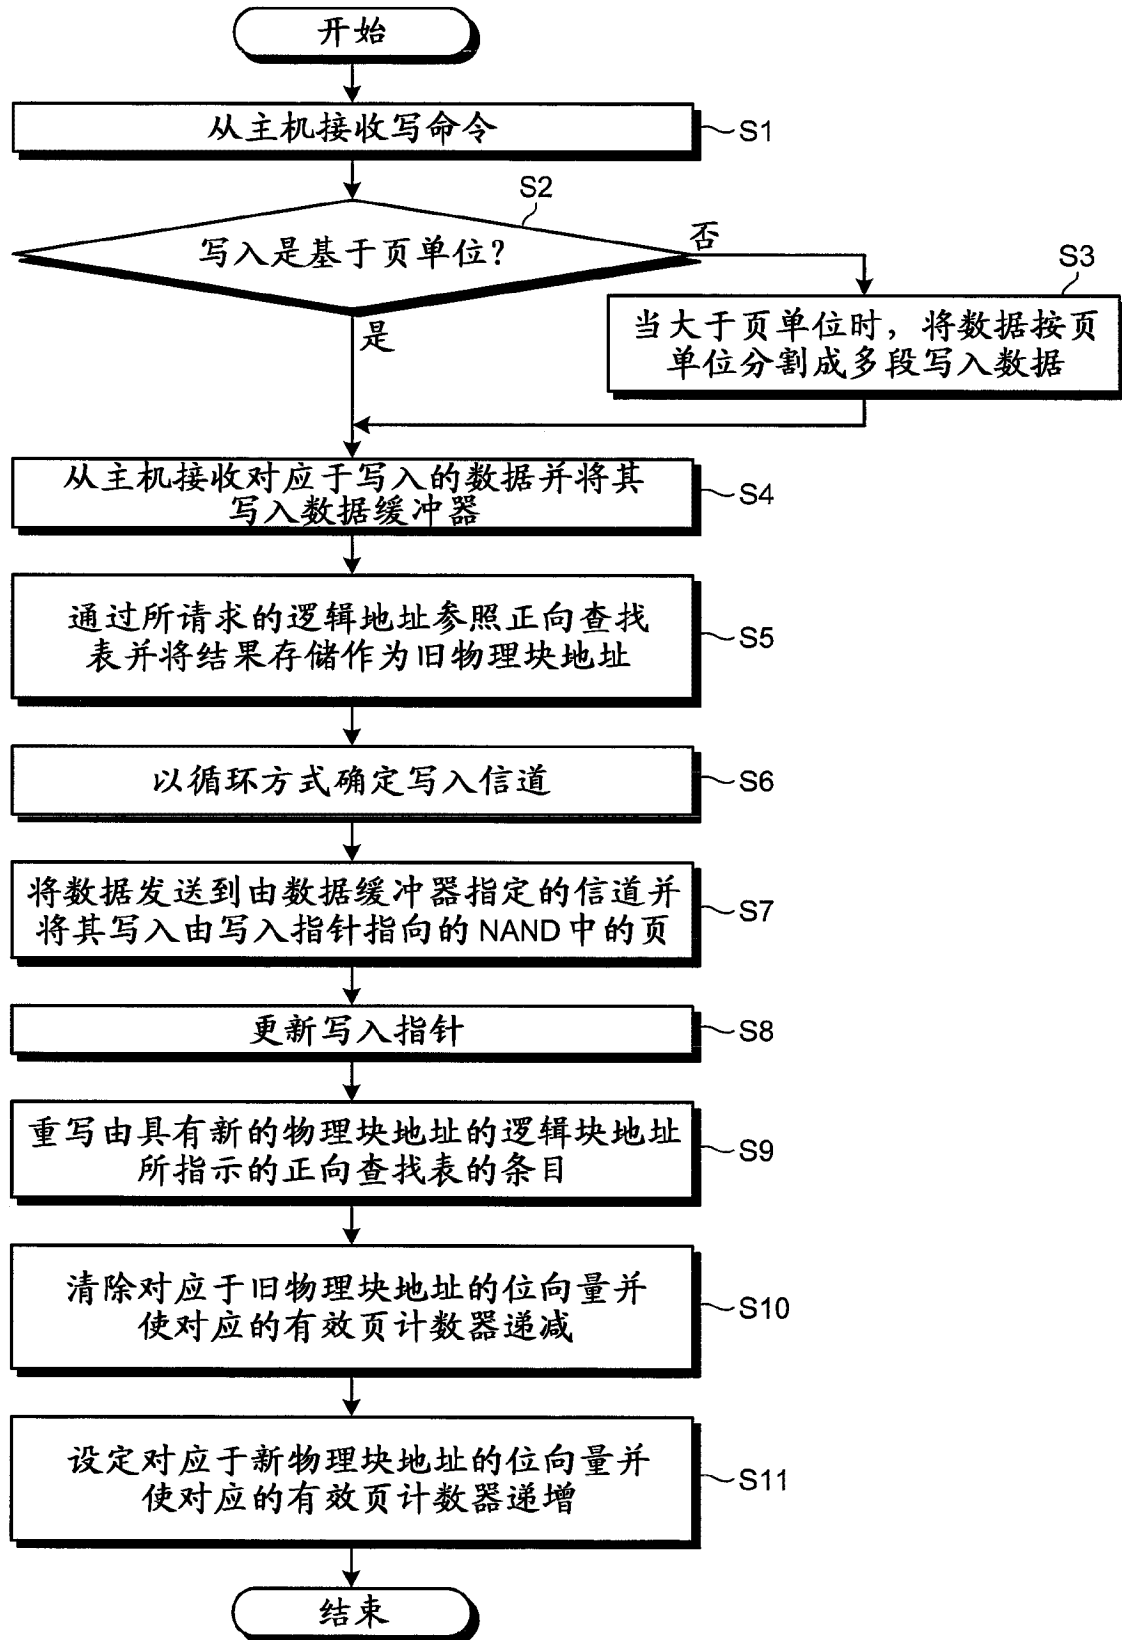 开始
从主机接收写命令
S1
S2
写入是基于页单位?
否
是
S3
当大于页单位时，将数据按页
单位分割成多段写入数据
从主机接收对应于写入的数据并将其
写入数据缓冲器
S4
通过所请求的逻辑地址参照正向查找
表并将结果存储作为旧物理块地址
S5
以循环方式确定写入信道
S6
将数据发送到由数据缓冲器指定的信道并
将其写入由写入指针指向的 NAND 中的页
S7
更新写入指针
S8
重写由具有新的物理块地址的逻辑块地址
所指示的正向查找表的条目
S9
清除对应于旧物理块地址的位向量并
使对应的有效页计数器递减
S10
设定对应于新物理块地址的位向量并
使对应的有效页计数器递增
S11
结束